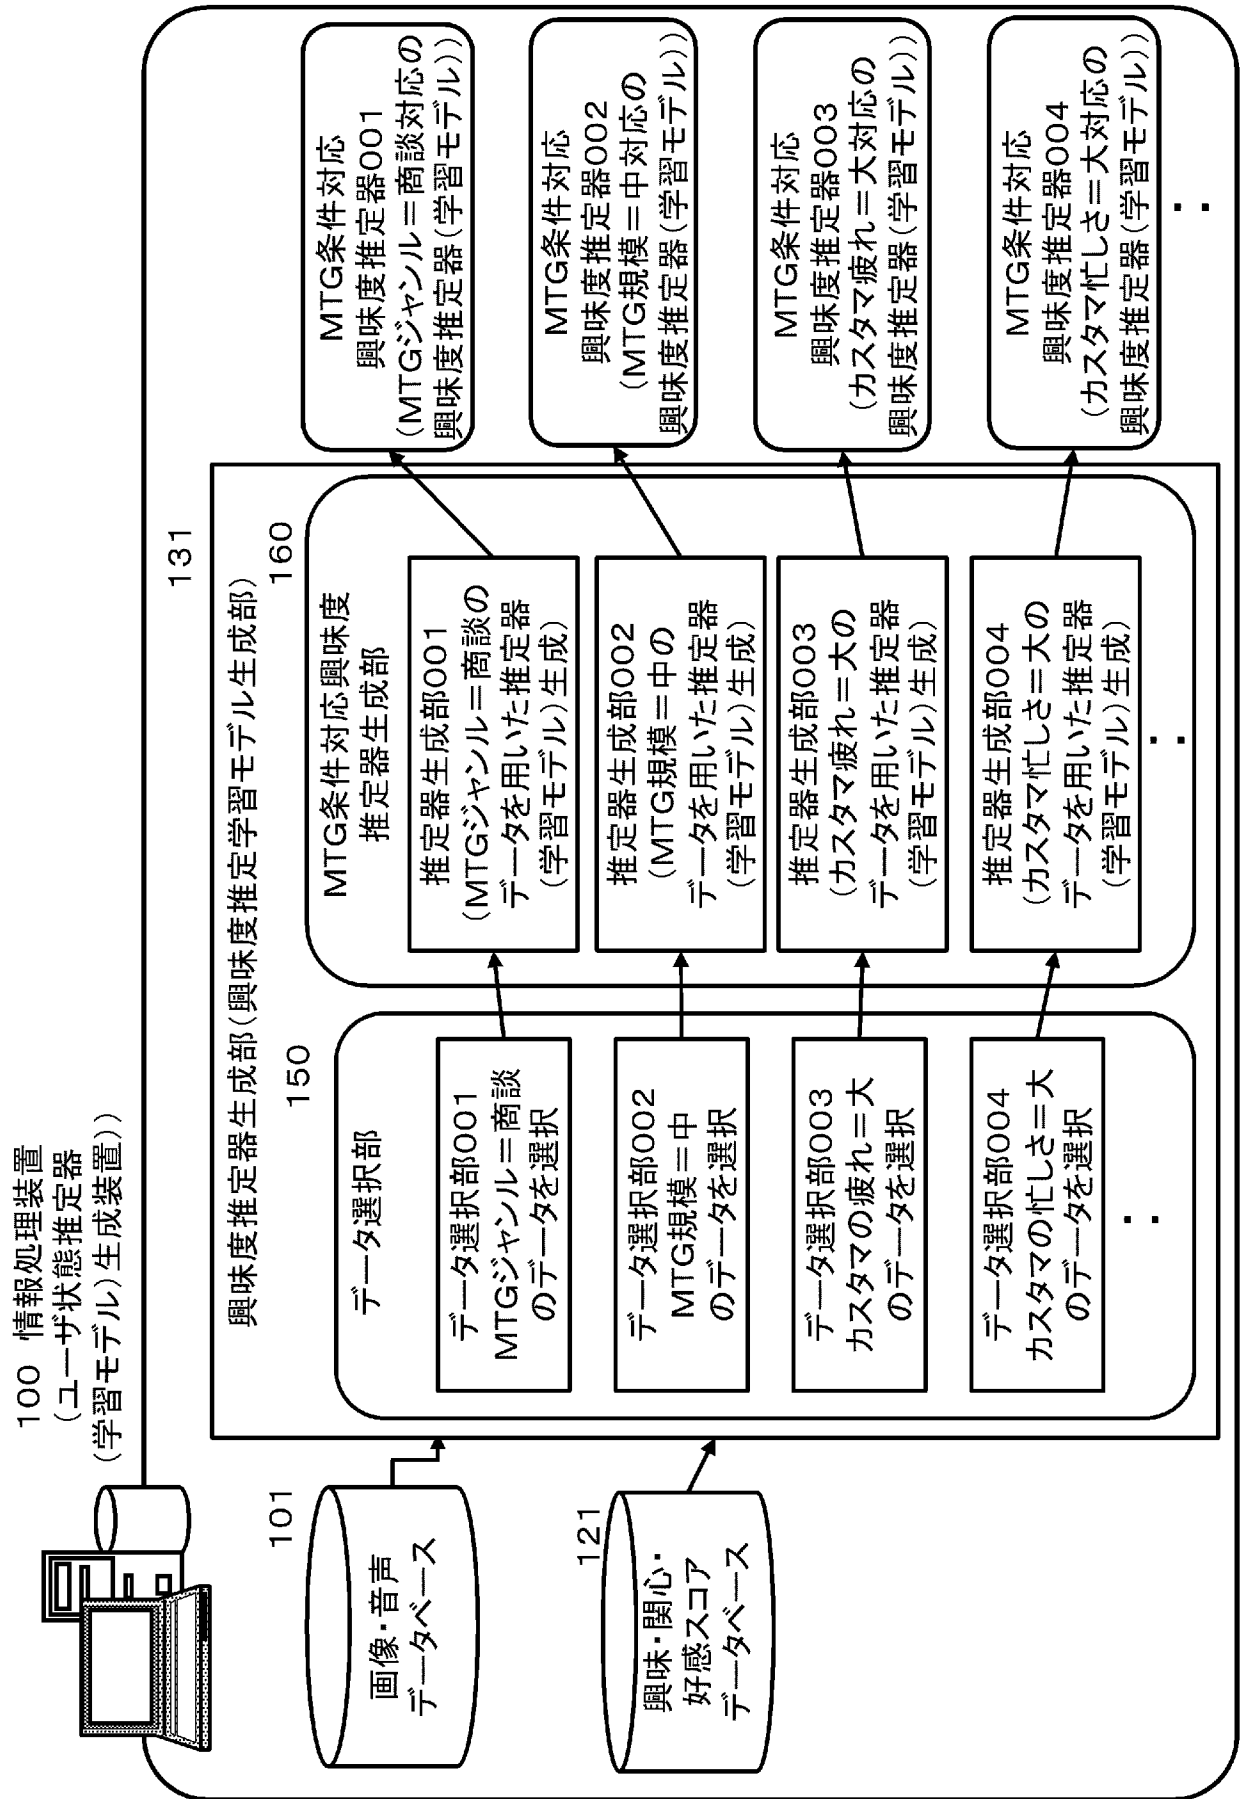 100 情報処理装置
(ユーザ状態推定器
(学習モデル)生成装置))
101
画像・音声
データベース
121
興味・関心・
好感スコア
データベース
131
興味度推定器生成部(興味度推定学習モデル生成部)
150
データ選択部
データ選択部001
MTGジャンル=商談
のデータを選択
データ選択部002
MTG規模=中
のデータを選択
データ選択部003
カスタマの疲れ=大
のデータを選択
データ選択部004
カスタマの忙しさ=大
のデータを選択
160
MTG条件対応興味度
推定器生成部
推定器生成部001
(MTGジャンル=商談の
データを用いた推定器
(学習モデル)生成)
推定器生成部002
(MTG規模=中の
データを用いた推定器
(学習モデル)生成)
推定器生成部003
(カスタマ疲れ=大の
データを用いた推定器
(学習モデル)生成)
推定器生成部004
(カスタマ忙しさ=大の
データを用いた推定器
(学習モデル)生成)
MTG条件対応
興味度推定器001
(MTGジャンル=商談対応の
興味度推定器(学習モデル))
MTG条件対応
興味度推定器002
(MTG規模=中対応の
興味度推定器(学習モデル))
MTG条件対応
興味度推定器003
(カスタマ疲れ=大対応の
興味度推定器(学習モデル))
MTG条件対応
興味度推定器004
(カスタマ忙しさ=大対応の
興味度推定器(学習モデル))